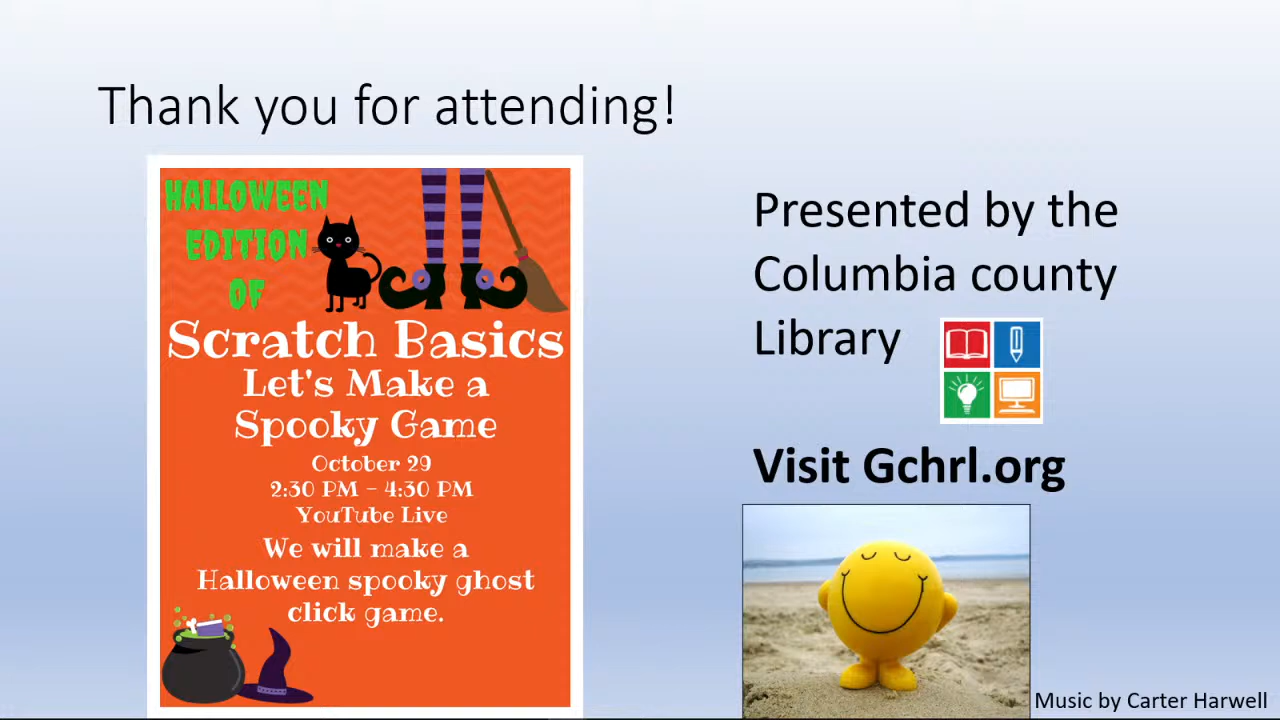 Thank you for attending!
HALLOWEEN
EDITION
OF
Scratch Basics
Let's Make a
Spooky Game
October 29
2:30 PM - 4:30 PM
YouTube Live
We will make a
Halloween spooky ghost
click game.
Presented by the
Columbia county
Library
Visit Gchrl.org
Music by Carter Harwell